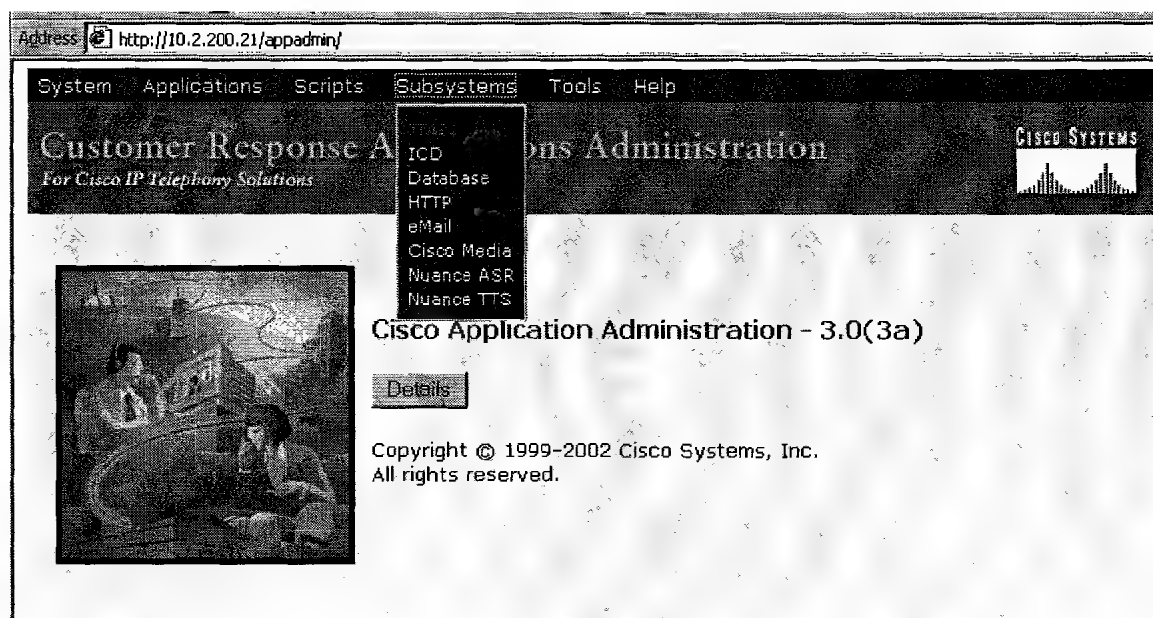 Address http://10.2.200.21/appadmin/
System Applications Scripts Subsystems Tools Help
Customer Response A ons Administration
For Cisco IP Telephony Solutions
CISCO SYSTEMS
ICD
Database
HTTP
eMail
Cisco Media
Nuance ASR
Nuance TTS
Cisco Application Administration - 3.0(3a)
Details
Copyright © 1999-2002 Cisco Systems, Inc.
All rights reserved.